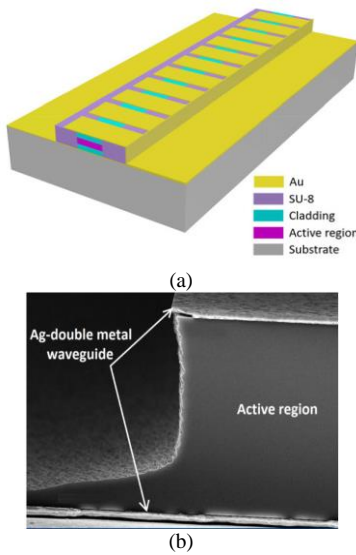 Au
SU-8
Cladding
Active region
Substrate
(a)
Ag-double metal
waveguide
Active region
(b)